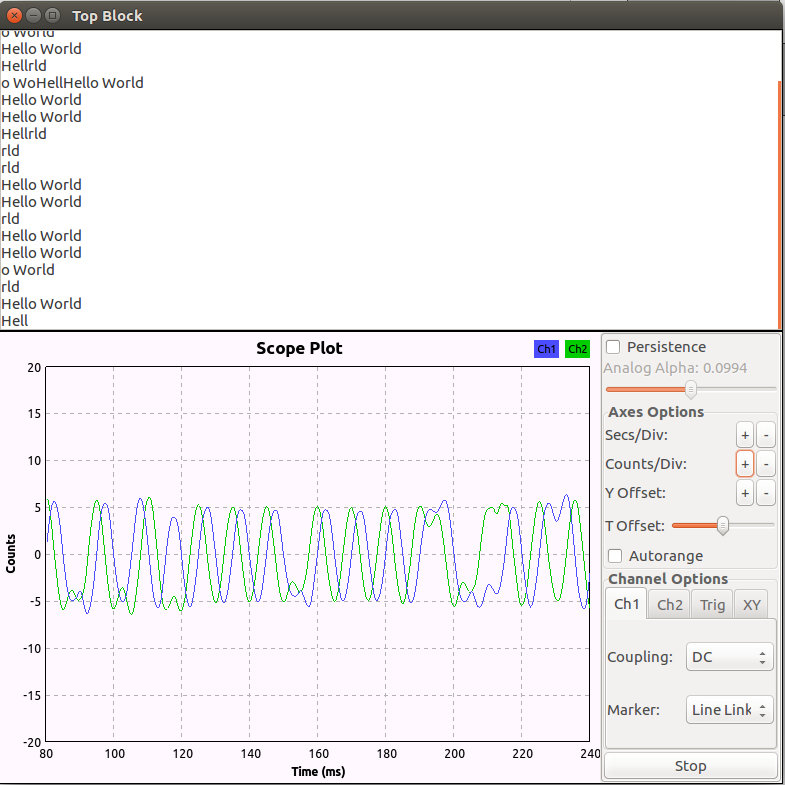 Top Block
o World
Hello World
Hellrld
o WoHellHello World
Hello World
Hello World
Hellrld
rld
rld
Hello World
Hello World
rld
Hello World
Hello World
o World
rld
Hello World
Hell
Scope Plot
Ch1 Ch2
20
15
10
5
0
-5
-10
-15
-20
Counts
80 100 120 140 160 180 200 220 240
Time (ms)
Persistence
Analog Alpha: 0.0994
Axes Options
Secs/Div: + -
Counts/Div: + -
Y Offset: + -
T Offset:
Autorange
Channel Options
Ch1 Ch2 Trig XY
Coupling: DC
Marker: Line Link
Stop